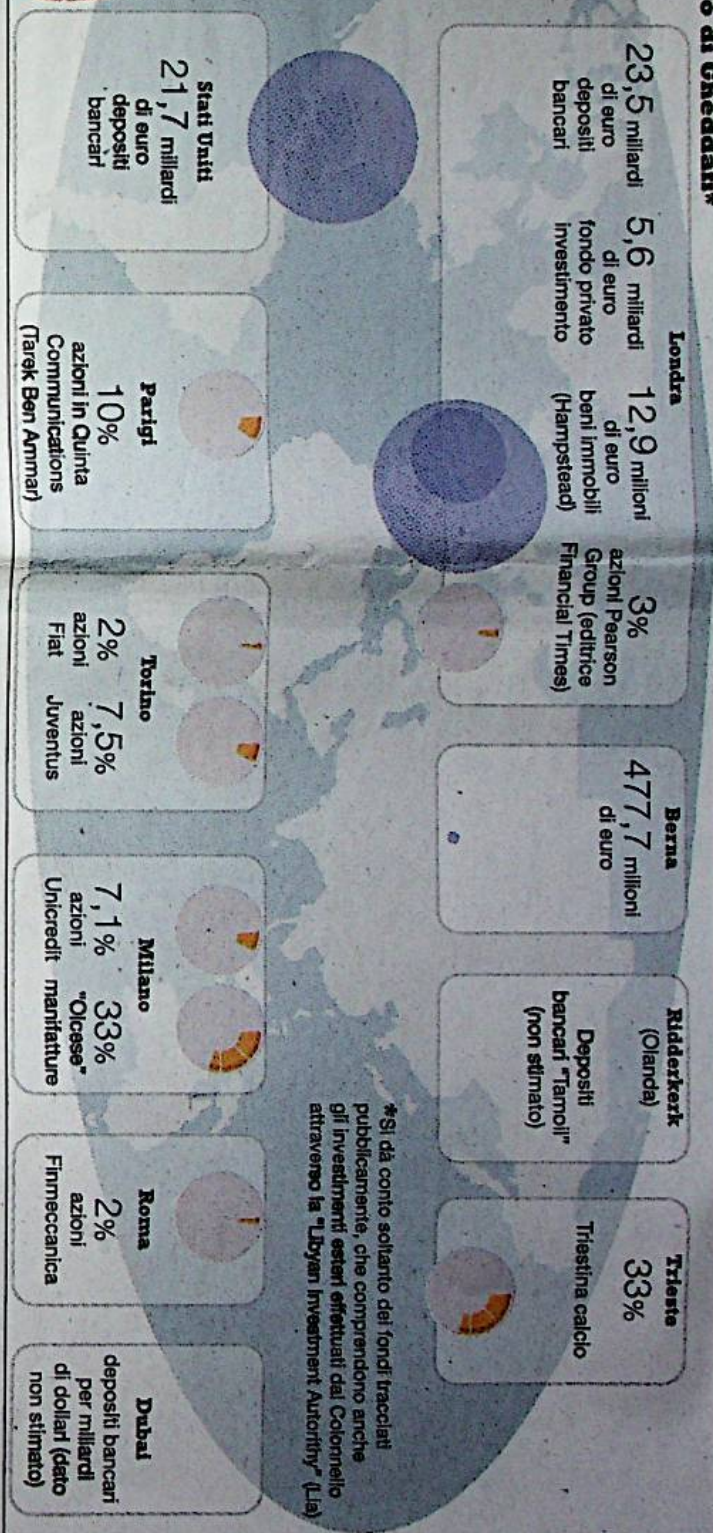 o di Gheddafi*
Londra
23,5 miliardi
di euro
depositi
bancari
5,6 miliardi
di euro
fondo privato
investimento
12,9 milioni
di euro
beni immobili
(Hampstead)
3%
azioni Pearson
Group (editrice
Financial Times)
Berna
477,7 milioni
di euro
Ridderkerk
(Olanda)
Depositi
bancari "Tamoil"
(non stimato)
Trieste
33%
Triestina calcio
*Si dà conto soltanto dei fondi tracciati
pubblicamente, che comprendono anche
gli investimenti esteri effettuati dal Colonnello
attraverso la "Libyan Investment Autorithy" (Lia)
Stati Uniti
21,7 miliardi
di euro
depositi
bancari
Parigi
10%
azioni in Quinta
Communications
(Tarek Ben Ammar)
Torino
2%
azioni
Fiat
7,5%
azioni
Juventus
Milano
7,1%
azioni
Unicredit
33%
"Olcese"
manifatture
Roma
2%
azioni
Finmeccanica
Dubai
depositi bancari
per miliardi
di dollari (dato
non stimato)